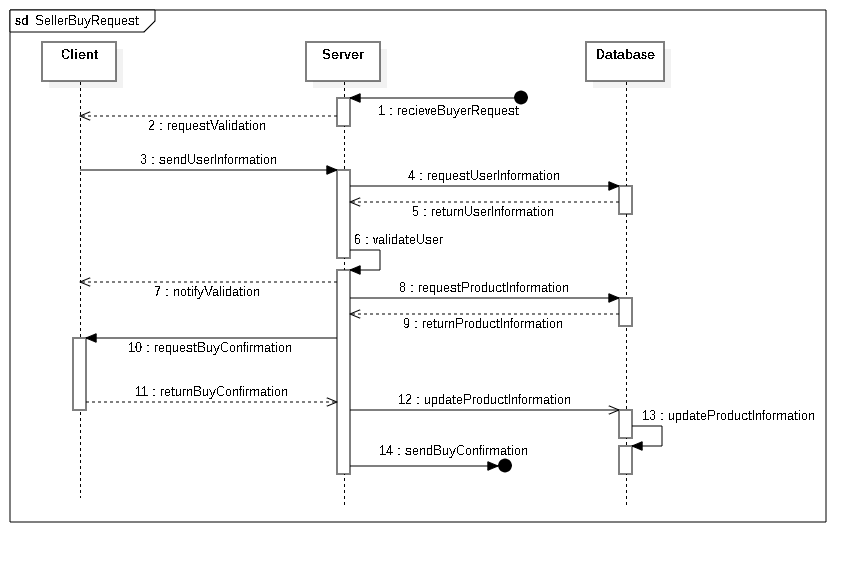 sd SellerBuyRequest
Client
Server
Database
1 : recieveBuyerRequest
2 : requestValidation
3 : sendUserInformation
4 : requestUserInformation
5 : returnUserInformation
6 : validateUser
7 : notifyValidation
8 : requestProductInformation
9 : returnProductInformation
10 : requestBuyConfirmation
11 : returnBuyConfirmation
12 : updateProductInformation
13 : updateProductInformation
14 : sendBuyConfirmation